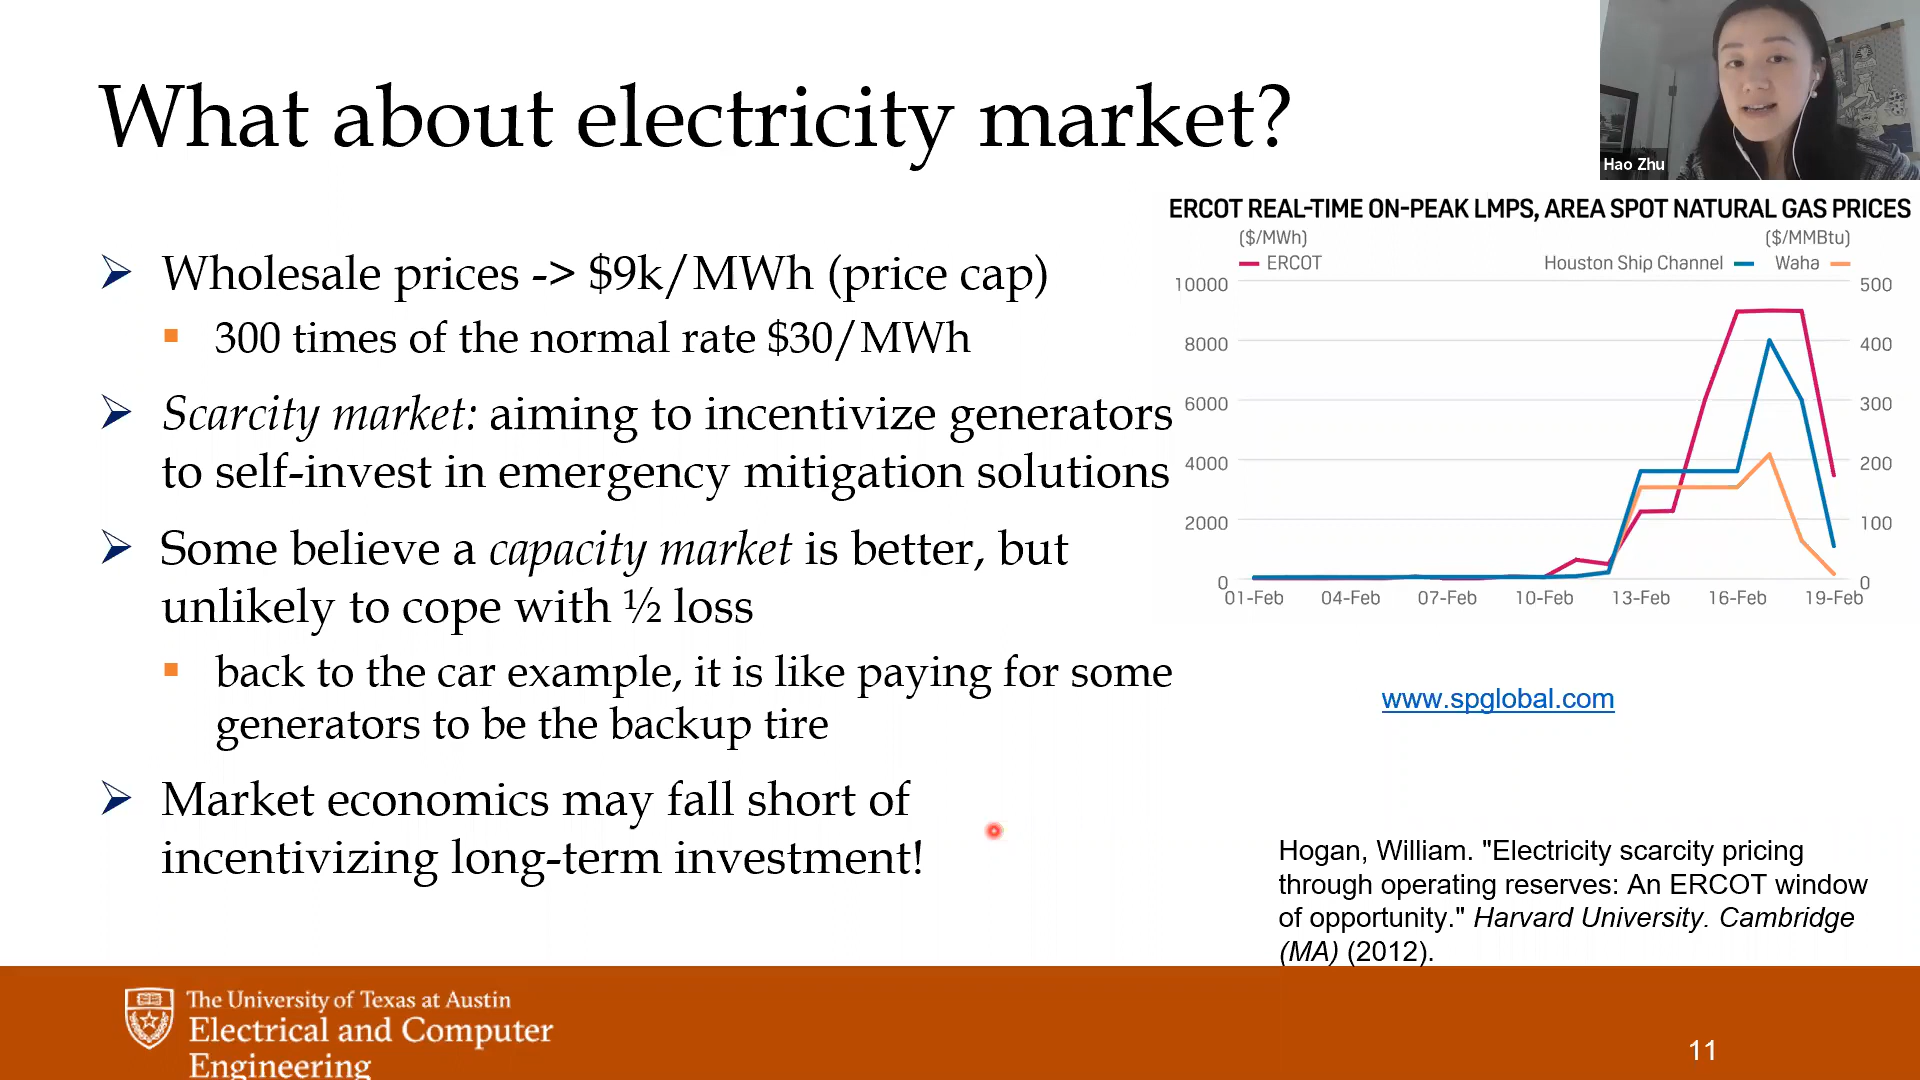 What about electricity market?
Hao Zhu
➢ Wholesale prices -> $9k/MWh (price cap)
▪ 300 times of the normal rate $30/MWh
➢ Scarcity market: aiming to incentivize generators
to self-invest in emergency mitigation solutions
➢ Some believe a capacity market is better, but
unlikely to cope with ½ loss
▪ back to the car example, it is like paying for some
generators to be the backup tire
➢ Market economics may fall short of
incentivizing long-term investment!
ERCOT REAL-TIME ON-PEAK LMPS, AREA SPOT NATURAL GAS PRICES
($/MWh) ($/MMBtu)
ERCOT Houston Ship Channel Waha
10000 500
8000 400
6000 300
4000 200
2000 100
0 0
01-Feb 04-Feb 07-Feb 10-Feb 13-Feb 16-Feb 19-Feb
www.spglobal.com
Hogan, William. "Electricity scarcity pricing
through operating reserves: An ERCOT window
of opportunity." Harvard University. Cambridge
(MA) (2012).
The University of Texas at Austin
Electrical and Computer
Engineering
11